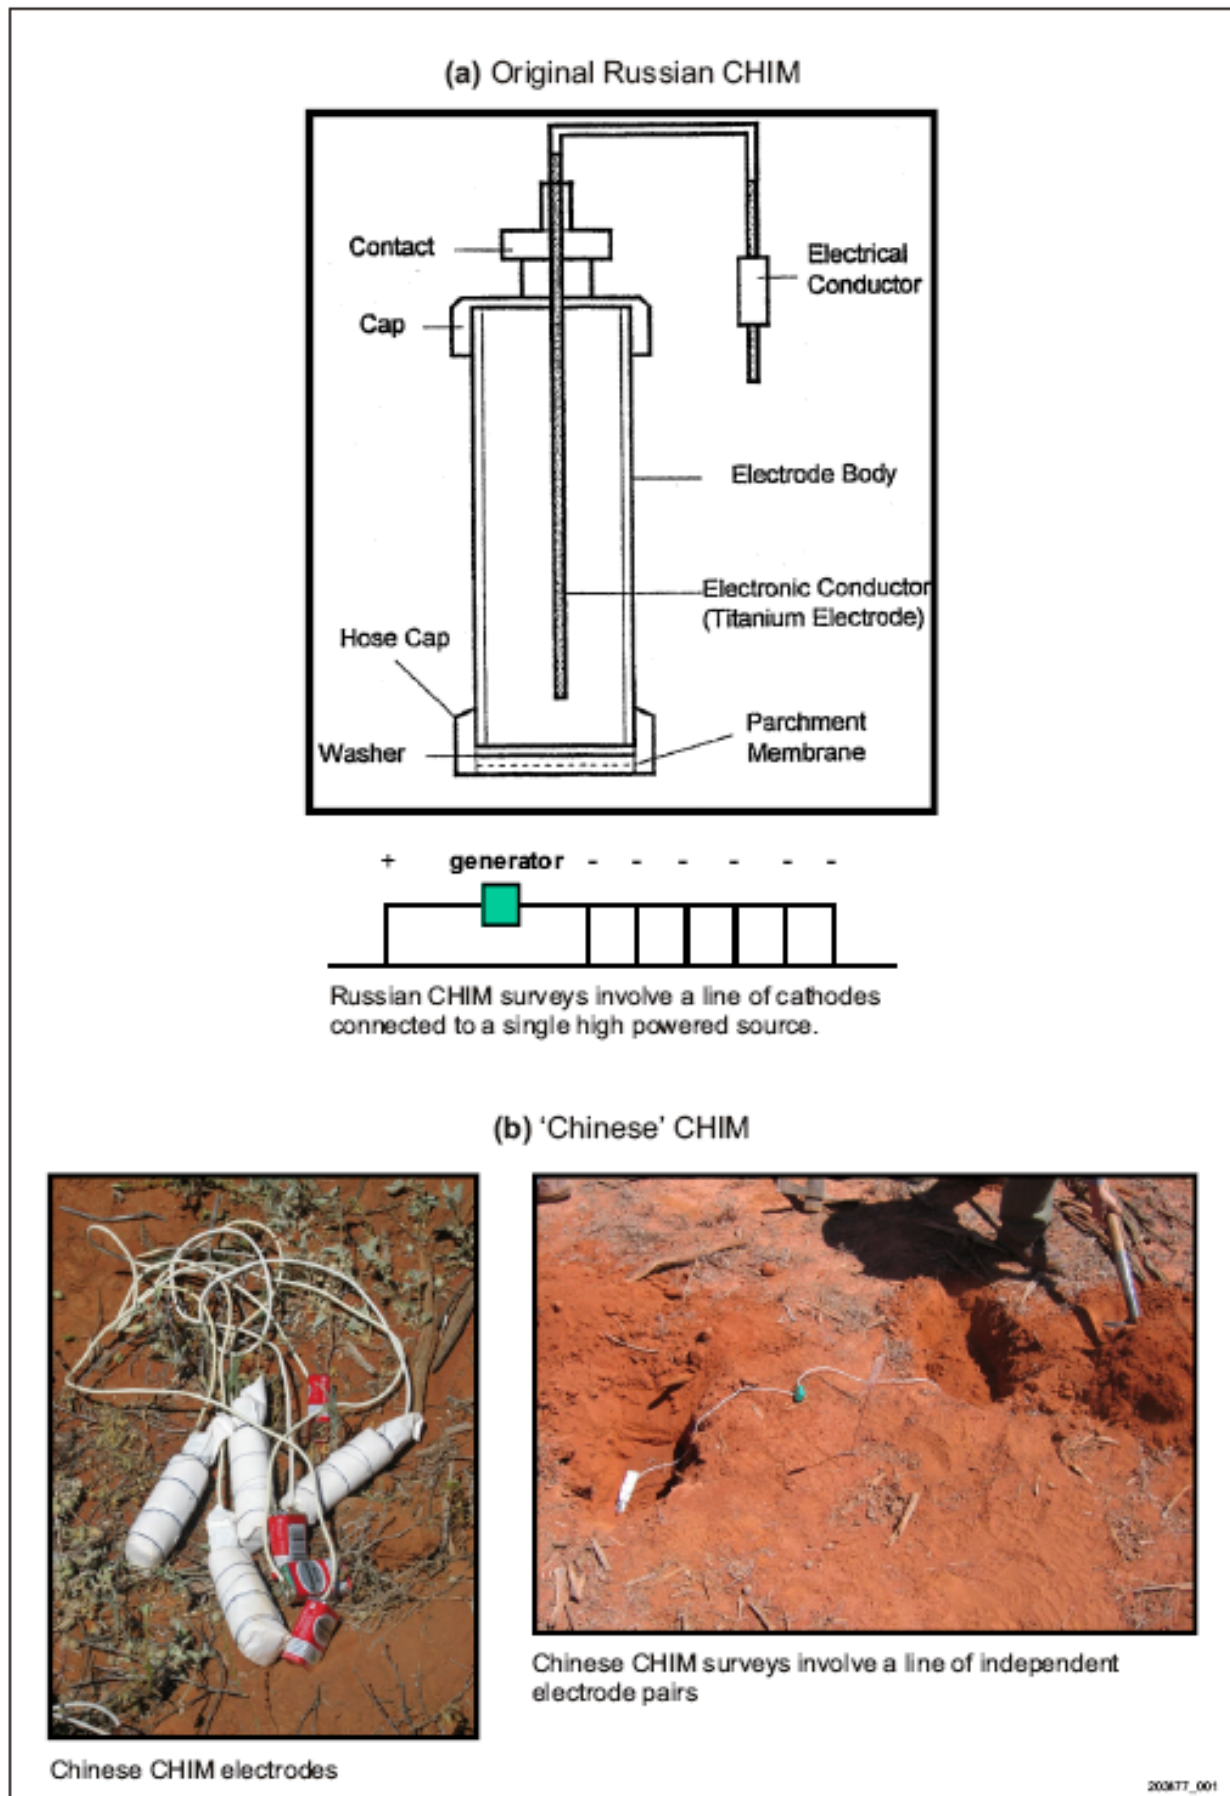 (a) Original Russian CHIM
Contact
Electrical
Conductor
Cap
Electrode Body
Electronic Conductor
(Titanium Electrode)
Hose Cap
Parchment
Membrane
Washer
+ generator - - - - - -
Russian CHIM surveys involve a line of cathodes
connected to a single high powered source.
(b) ‘Chinese’ CHIM
Chinese CHIM surveys involve a line of independent
electrode pairs
Chinese CHIM electrodes